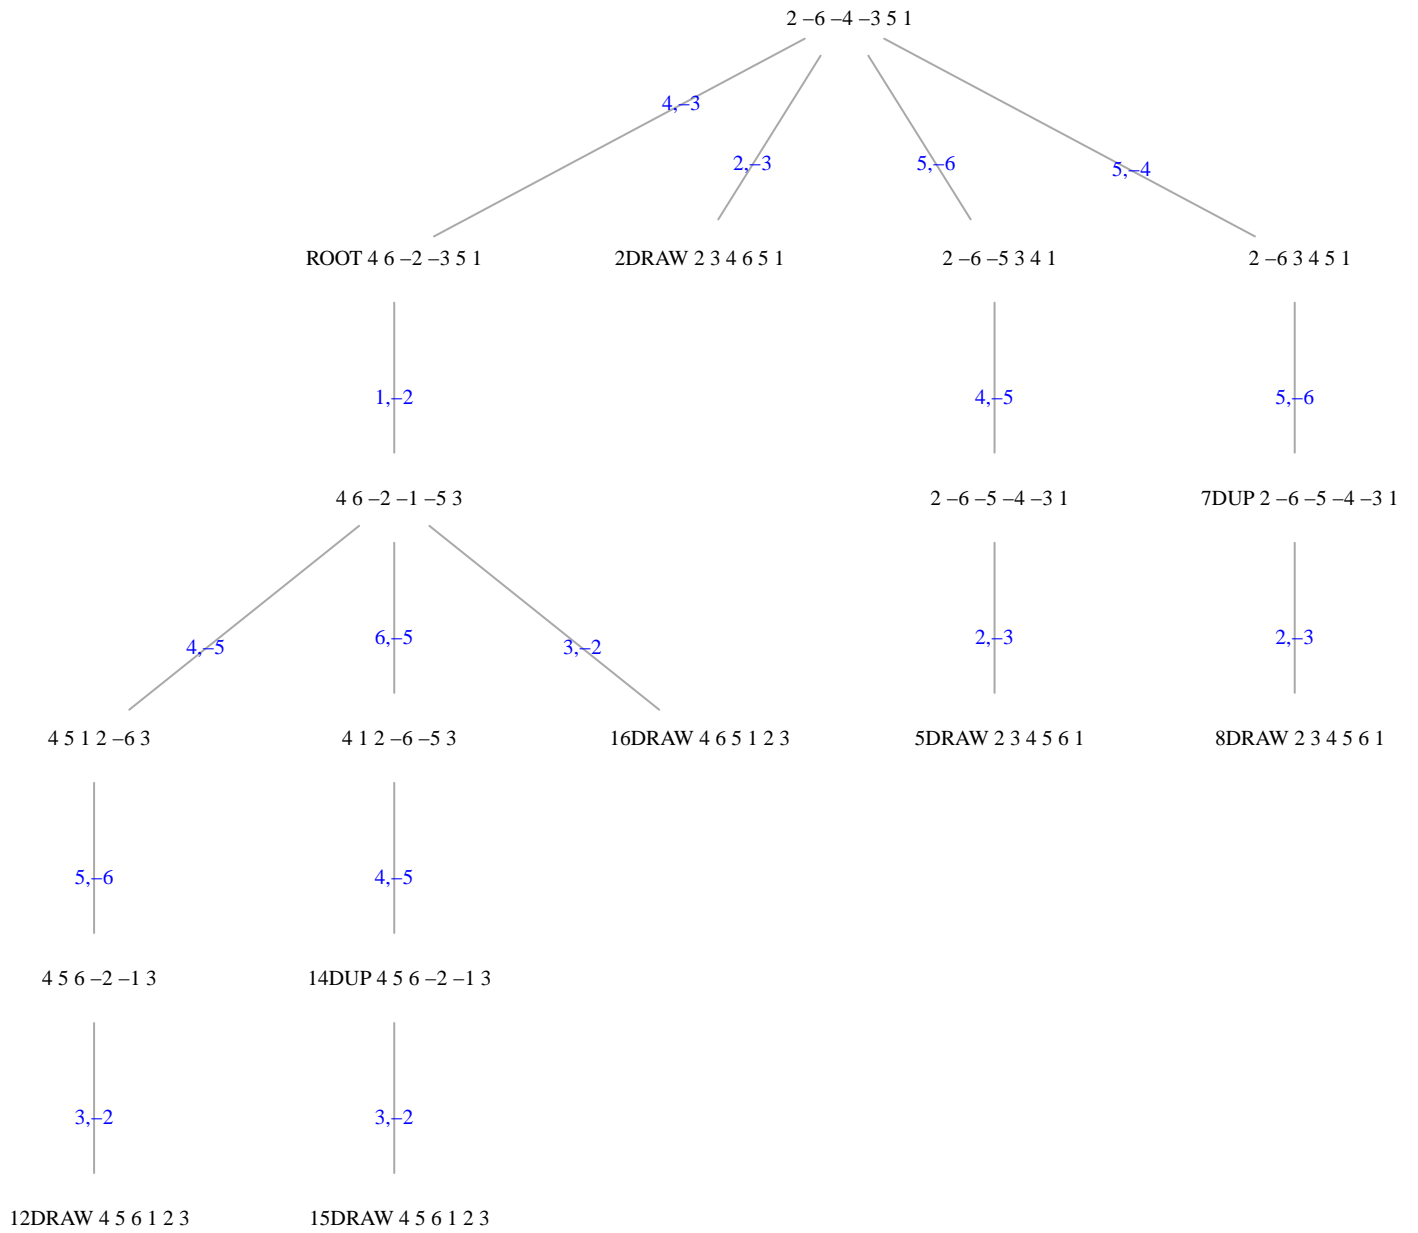 2 –6 –4 –3 5 1
4,–3
2,–3
5,–6
5,–4
ROOT 4 6 –2 –3 5 1
2DRAW 2 3 4 6 5 1
2 –6 –5 3 4 1
2 –6 3 4 5 1
1,–2
4,–5
5,–6
4 6 –2 –1 –5 3
2 –6 –5 –4 –3 1
7DUP 2 –6 –5 –4 –3 1
4,–5
6,–5
3,–2
2,–3
2,–3
4 5 1 2 –6 3
4 1 2 –6 –5 3
16DRAW 4 6 5 1 2 3
5DRAW 2 3 4 5 6 1
8DRAW 2 3 4 5 6 1
5,–6
4,–5
4 5 6 –2 –1 3
14DUP 4 5 6 –2 –1 3
3,–2
3,–2
12DRAW 4 5 6 1 2 3
15DRAW 4 5 6 1 2 3